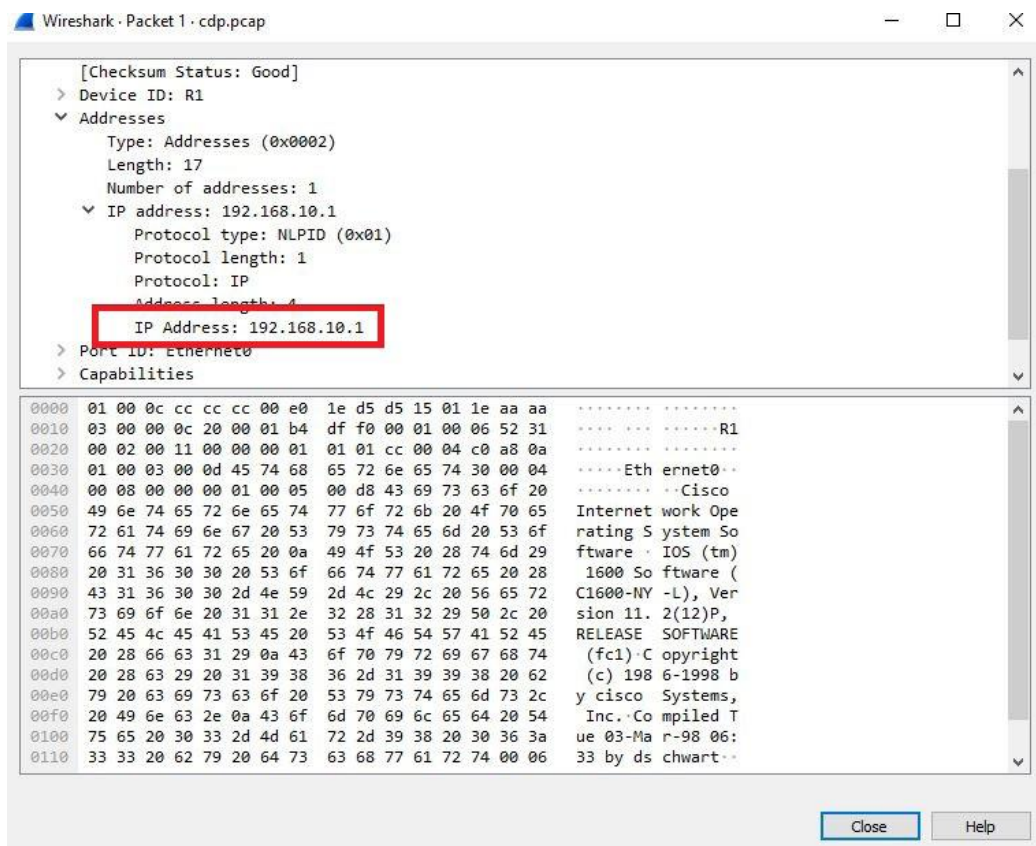 Wireshark · Packet 1 · cdp.pcap
[Checksum Status: Good]
Device ID: R1
Addresses
Type: Addresses (0x0002)
Length: 17
Number of addresses: 1
IP address: 192.168.10.1
Protocol type: NLPID (0x01)
Protocol length: 1
Protocol: IP
Address length: 4
IP Address: 192.168.10.1
Port ID: Ethernet0
Capabilities
0000 01 00 0c cc cc cc 00 e0 1e d5 d5 15 01 1e aa aa ········ ········
0010 03 00 00 0c 20 00 01 b4 df f0 00 01 00 06 52 31 ···· ··· ······R1
0020 00 02 00 11 00 00 00 01 01 01 cc 00 04 c0 a8 0a ········ ········
0030 01 00 03 00 0d 45 74 68 65 72 6e 65 74 30 00 04 ·····Eth ernet0··
0040 00 08 00 00 00 01 00 05 00 d8 43 69 73 63 6f 20 ········ ··Cisco
0050 49 6e 74 65 72 6e 65 74 77 6f 72 6b 20 4f 70 65 Internet work Ope
0060 72 61 74 69 6e 67 20 53 79 73 74 65 6d 20 53 6f rating S ystem So
0070 66 74 77 61 72 65 20 0a 49 4f 53 20 28 74 6d 29 ftware · IOS (tm)
0080 20 31 36 30 30 20 53 6f 66 74 77 61 72 65 20 28 1600 So ftware (
0090 43 31 36 30 30 2d 4e 59 2d 4c 29 2c 20 56 65 72 C1600-NY -L), Ver
00a0 73 69 6f 6e 20 31 31 2e 32 28 31 32 29 50 2c 20 sion 11. 2(12)P,
00b0 52 45 4c 45 41 53 45 20 53 4f 46 54 57 41 52 45 RELEASE SOFTWARE
00c0 20 28 66 63 31 29 0a 43 6f 70 79 72 69 67 68 74 (fc1)·C opyright
00d0 20 28 63 29 20 31 39 38 36 2d 31 39 39 38 20 62 (c) 198 6-1998 b
00e0 79 20 63 69 73 63 6f 20 53 79 73 74 65 6d 73 2c y cisco Systems,
00f0 20 49 6e 63 2e 0a 43 6f 6d 70 69 6c 65 64 20 54 Inc.·Co mpiled T
0100 75 65 20 30 33 2d 4d 61 72 2d 39 38 20 30 36 3a ue 03-Ma r-98 06:
0110 33 33 20 62 79 20 64 73 63 68 77 61 72 74 00 06 33 by ds chwart··
Close Help